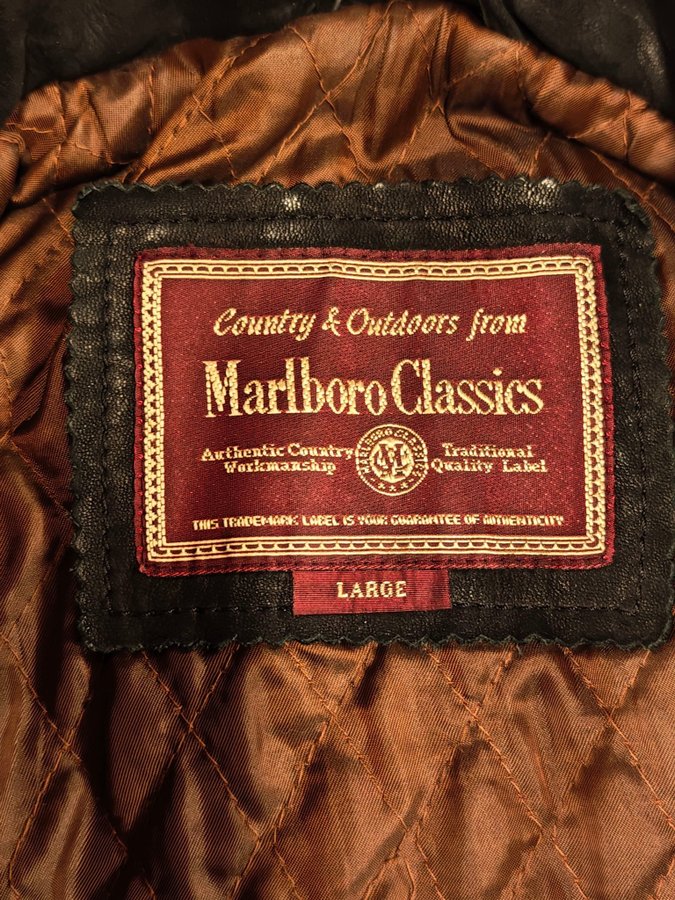 Country & Outdoors from
Marlboro Classics
Authentic Country
Workmanship
Traditional
Quality Label
THIS TRADEMARK LABEL IS YOUR GUARANTEE OF AUTHENTICITY
LARGE